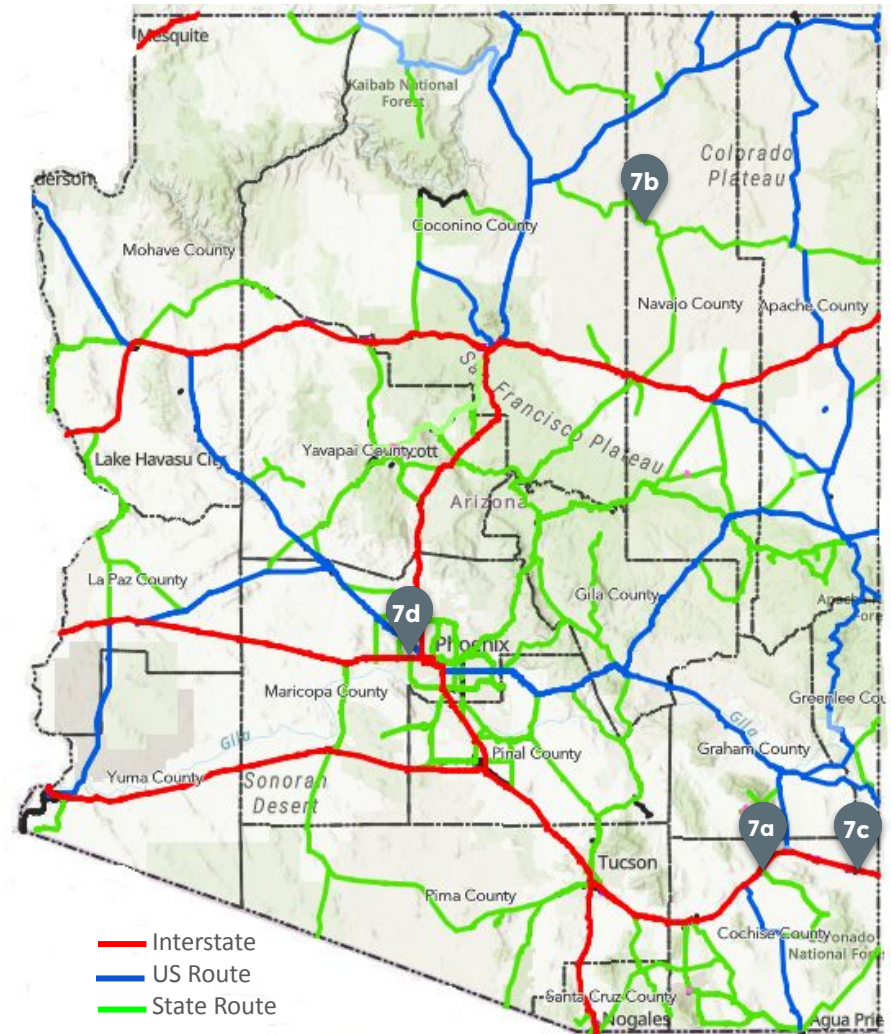 Mesquite
Kaibab National
Forest
Colorado
Plateau
derson
7b
Coconino County
Mohave County
Navajo County
Apache County
San Francisco Plateau
Lake Havasu City
Yavapai County
cott
Arizona
La Paz County
Gila County
7d
Phoenix
Maricopa County
Greenlee Cou
Gila
Gila
Graham County
Pinal County
Yuma County
Sonoran
Desert
7a
7c
Tucson
Pima County
Cochise County
Coronado
National Fore
Interstate
US Route
State Route
Santa Cruz County
Nogales
Agua Prie